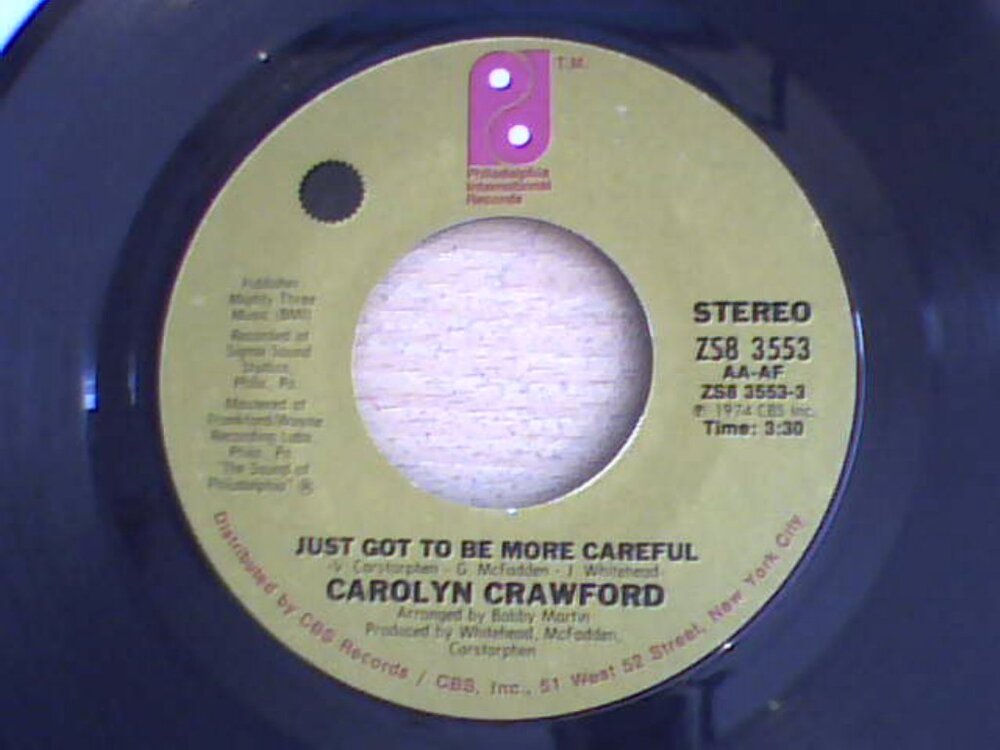 T.M.
Philadelphia
International
Records
Publisher
Mighty Three
Music (BMI)
Recorded at
Sigma Sound
Studios,
Phila., Pa.
Mastered at
Frankford/Wayne
Recording Labs
Phila., Pa.
"The Sound of
Philadelphia" ®
STEREO
ZS8 3553
AA-AF
ZS8 3553-3
℗ 1974 CBS Inc.
Time: 3:30
JUST GOT TO BE MORE CAREFUL
-V. Carstarphen - G. McFadden - J. Whitehead-
CAROLYN CRAWFORD
Arranged by Bobby Martin
Produced by Whitehead, McFadden,
Carstarphen
Distributed by CBS Records / CBS, Inc., 51 West 52 Street, New York City